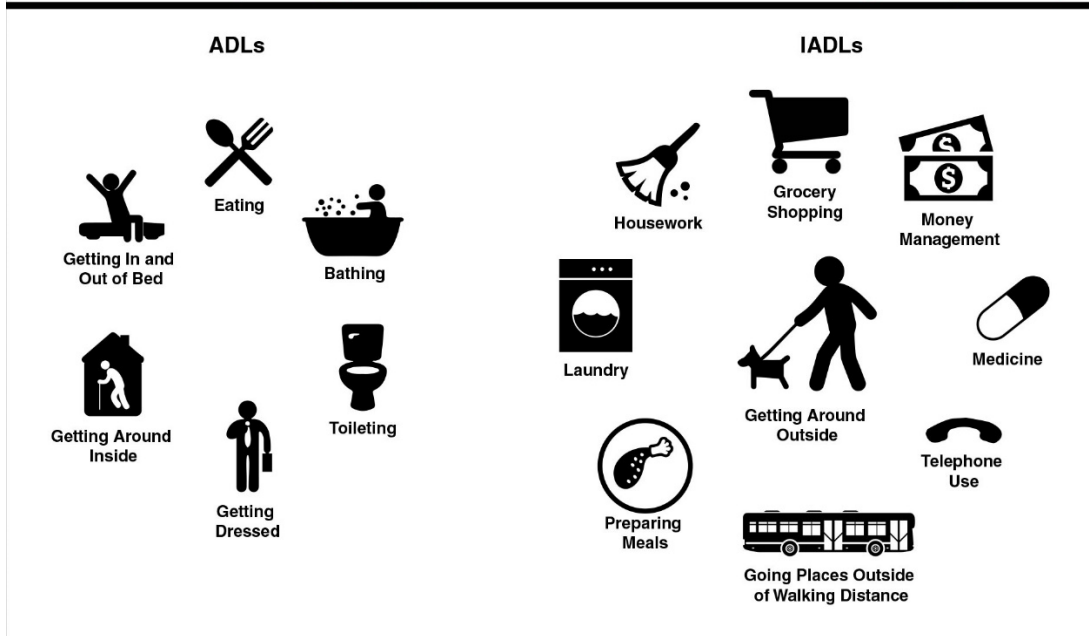 ADLs
Eating
Getting In and
Out of Bed
Bathing
Getting Around
Inside
Toileting
Getting
Dressed
IADLs
Housework
Grocery
Shopping
Money
Management
Laundry
Medicine
Getting Around
Outside
Telephone
Use
Preparing
Meals
Going Places Outside
of Walking Distance